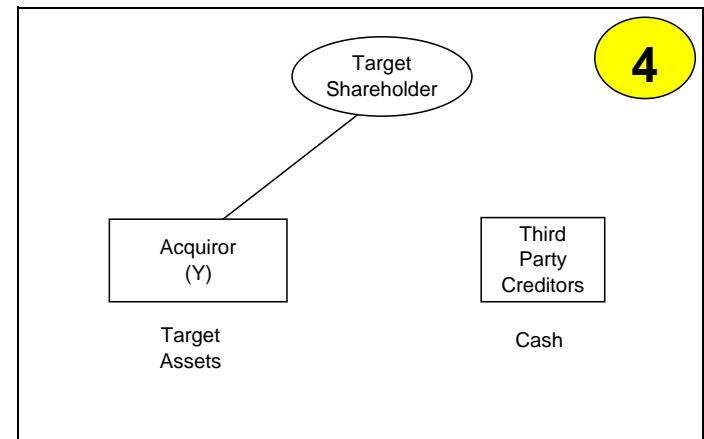 Target
Shareholder
4
Acquiror
(Y)
Third
Party
Creditors
Target
Assets
Cash